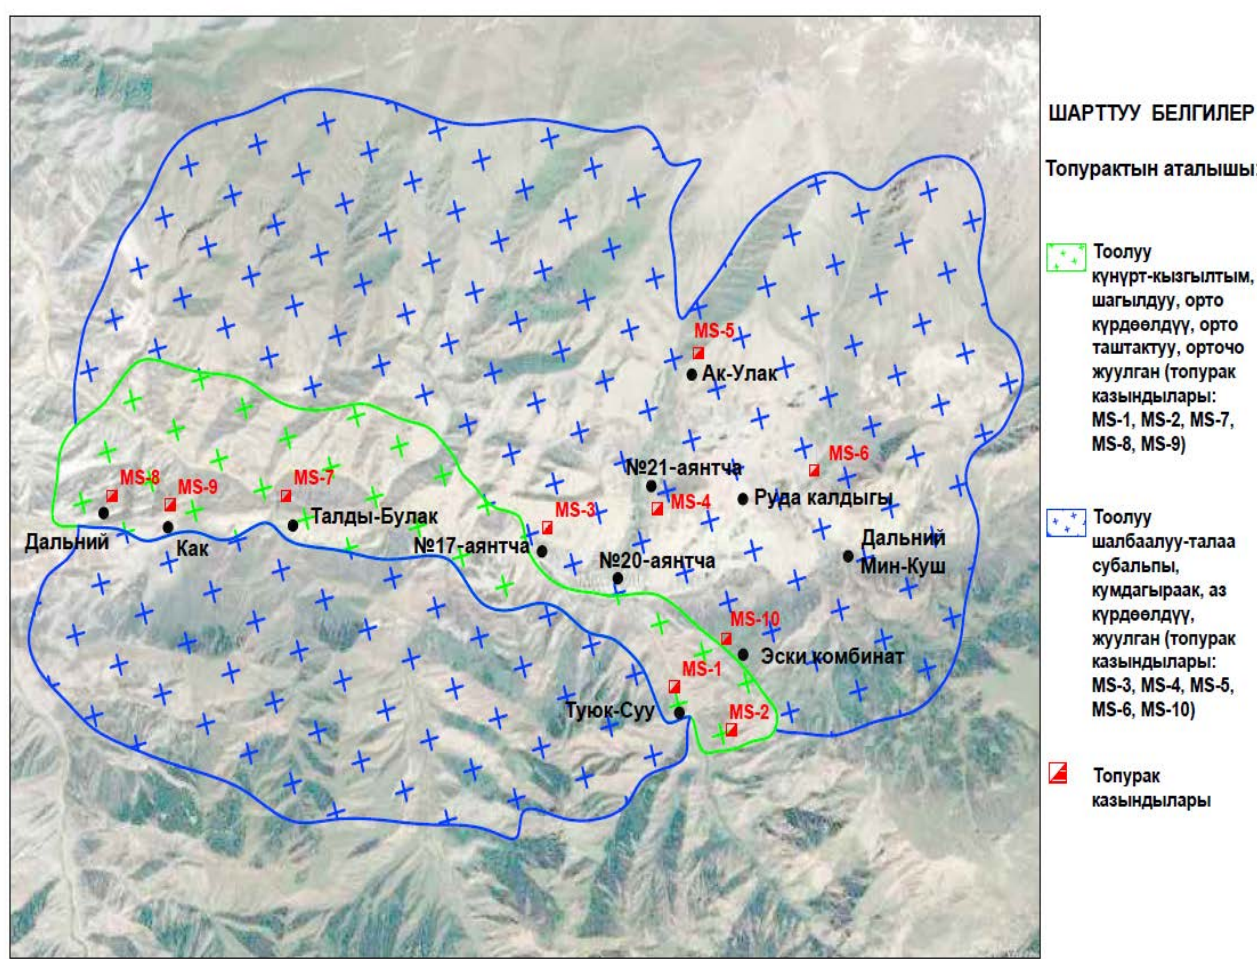 ШАРТТУУ БЕЛГИЛЕР
Топурактын аталышы:
Тоолуу
күнүрт-кызгылтым,
шагылдуу, орто
күрдөөлдүү, орто
таштактуу, орточо
жуулган (топурак
казындылары:
MS-1, MS-2, MS-7,
MS-8, MS-9)
Тоолуу
шалбаалуу-талаа
субальпы,
кумдагыраак, аз
күрдөөлдүү,
жуулган (топурак
казындылары:
MS-3, MS-4, MS-5,
MS-6, MS-10)
Топурак
казындылары
MS-5
Ак-Улак
MS-6
№21-аянтча
MS-8
MS-9
MS-7
Руда калдыгы
MS-4
MS-3
Талды-Булак
Дальний
Как
№17-аянтча
Дальний
Мин-Куш
№20-аянтча
MS-10
Эски комбинат
MS-1
Туюк-Суу
MS-2